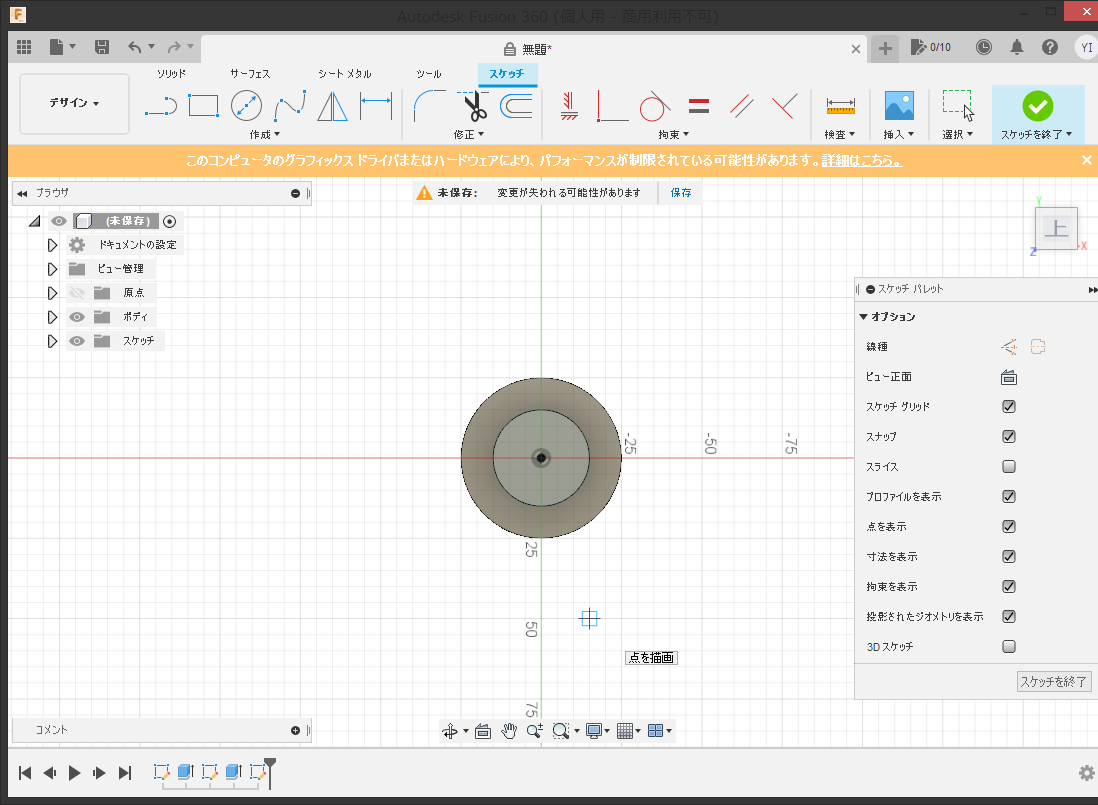 Autodesk Fusion 360 (個人用 - 商用利用不可)
無題*
0/10
YI
デザイン
ソリッド
サーフェス
シート メタル
ツール
スケッチ
作成
修正
拘束
検査
挿入
選択
スケッチを終了
このコンピュータのグラフィックス ドライバまたはハードウェアにより、パフォーマンスが制限されている可能性があります。詳細はこちら。
ブラウザ
未保存:
変更が失われる可能性があります
保存
(未保存)
ドキュメントの設定
ビュー管理
原点
ボディ
スケッチ
Y
上
X
Z
-25
-50
-75
25
50
75
点を描画
スケッチ パレット
オプション
線種
ビュー正面
スケッチ グリッド
スナップ
スライス
プロファイルを表示
点を表示
寸法を表示
拘束を表示
投影されたジオメトリを表示
3D スケッチ
スケッチを終了
コメント